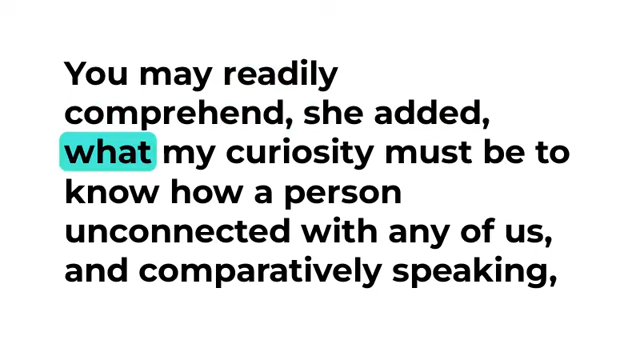 You may readily
comprehend, she added,
what my curiosity must be to
know how a person
unconnected with any of us,
and comparatively speaking,